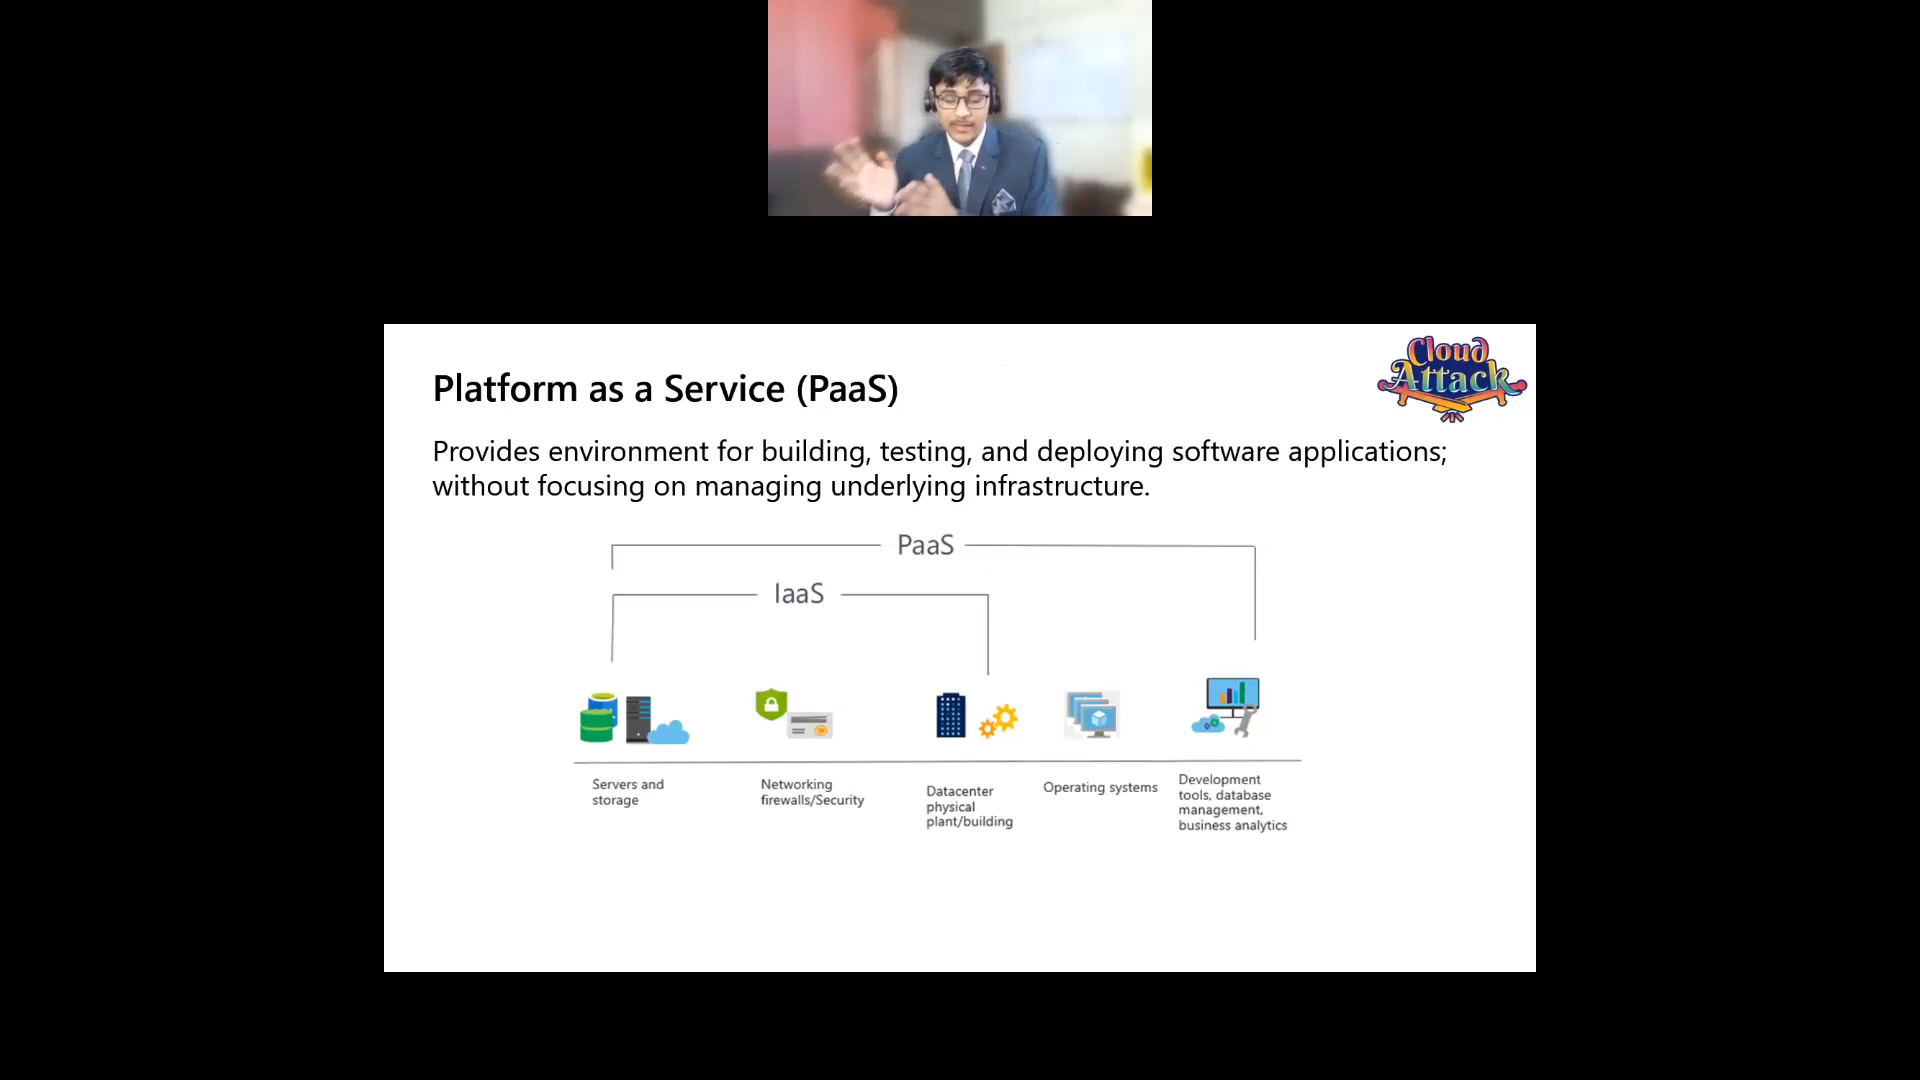 Cloud
Attack
Platform as a Service (PaaS)
Provides environment for building, testing, and deploying software applications;
without focusing on managing underlying infrastructure.
PaaS
IaaS
Servers and
storage
Networking
firewalls/Security
Datacenter
physical
plant/building
Operating systems
Development
tools, database
management,
business analytics